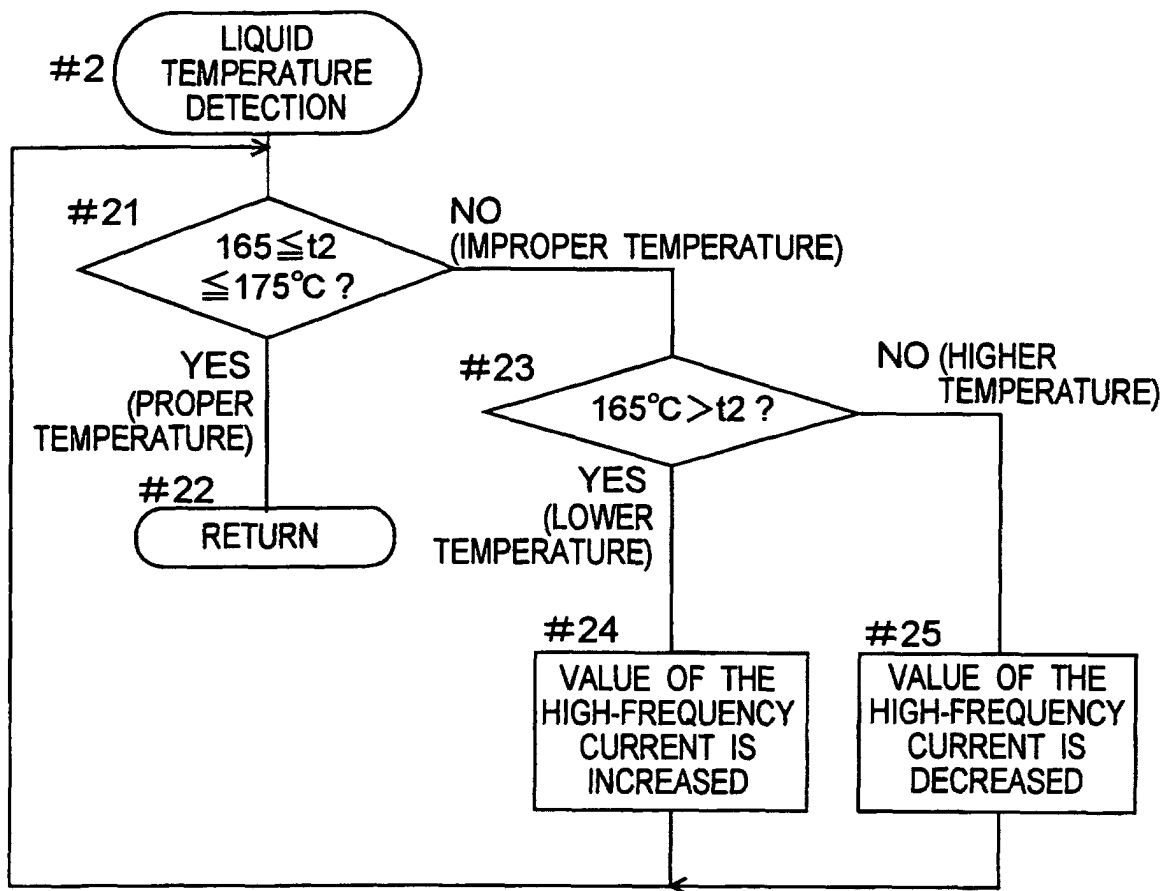 #2
LIQUID
TEMPERATURE
DETECTION
#21
165≦t2
≦175°C ?
NO
(IMPROPER TEMPERATURE)
YES
(PROPER
TEMPERATURE)
#22
RETURN
#23
165°C>t2 ?
NO (HIGHER
TEMPERATURE)
YES
(LOWER
TEMPERATURE)
#24
VALUE OF THE
HIGH-FREQUENCY
CURRENT IS
INCREASED
#25
VALUE OF THE
HIGH-FREQUENCY
CURRENT IS
DECREASED